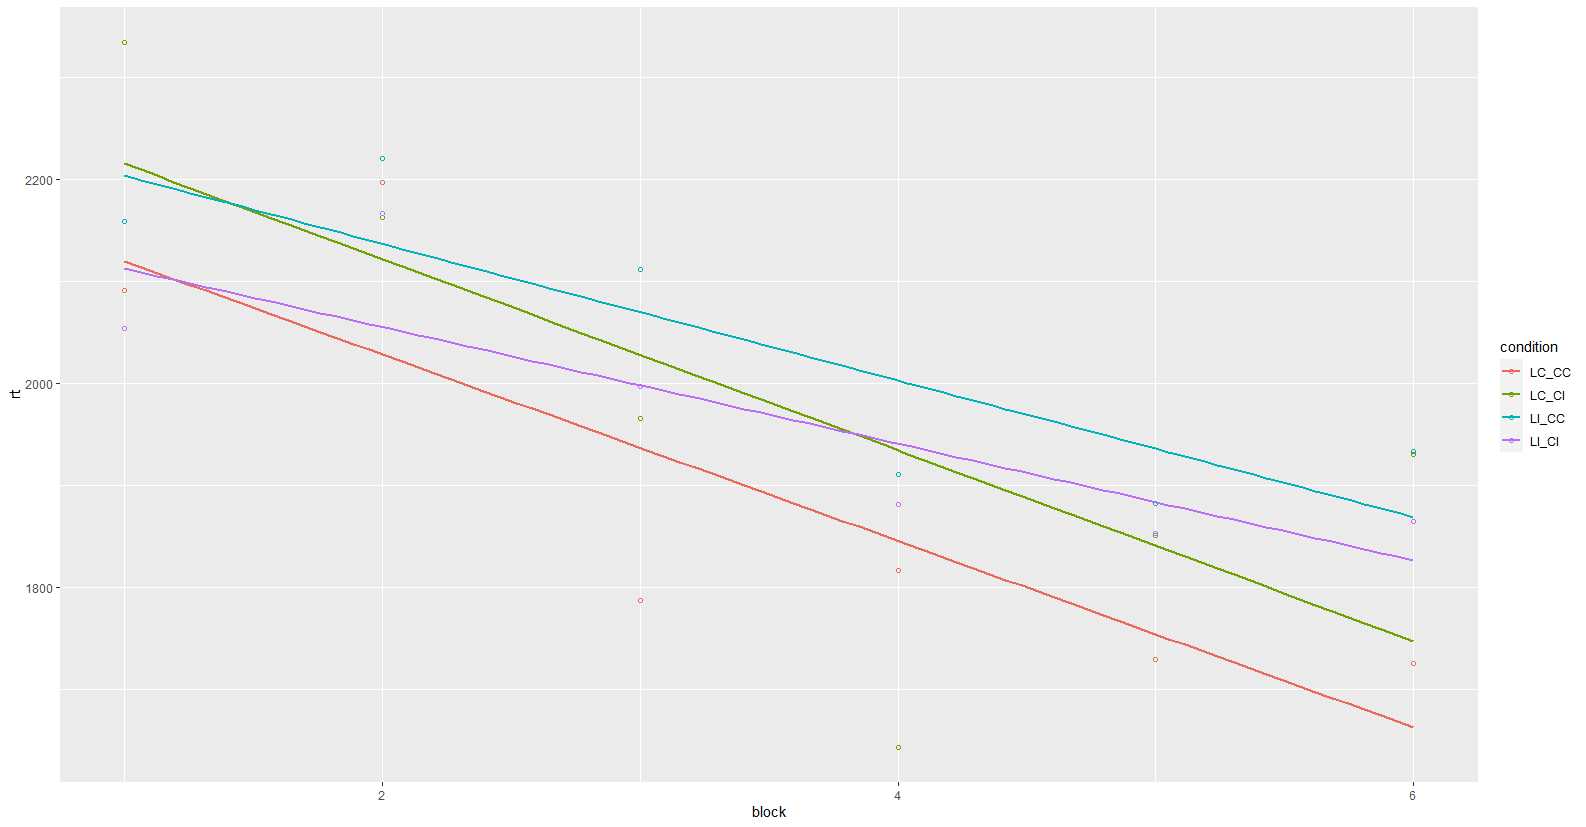 2200
2000
1800
rt
2
4
6
block
condition
LC_CC
LC_CI
LI_CC
LI_CI